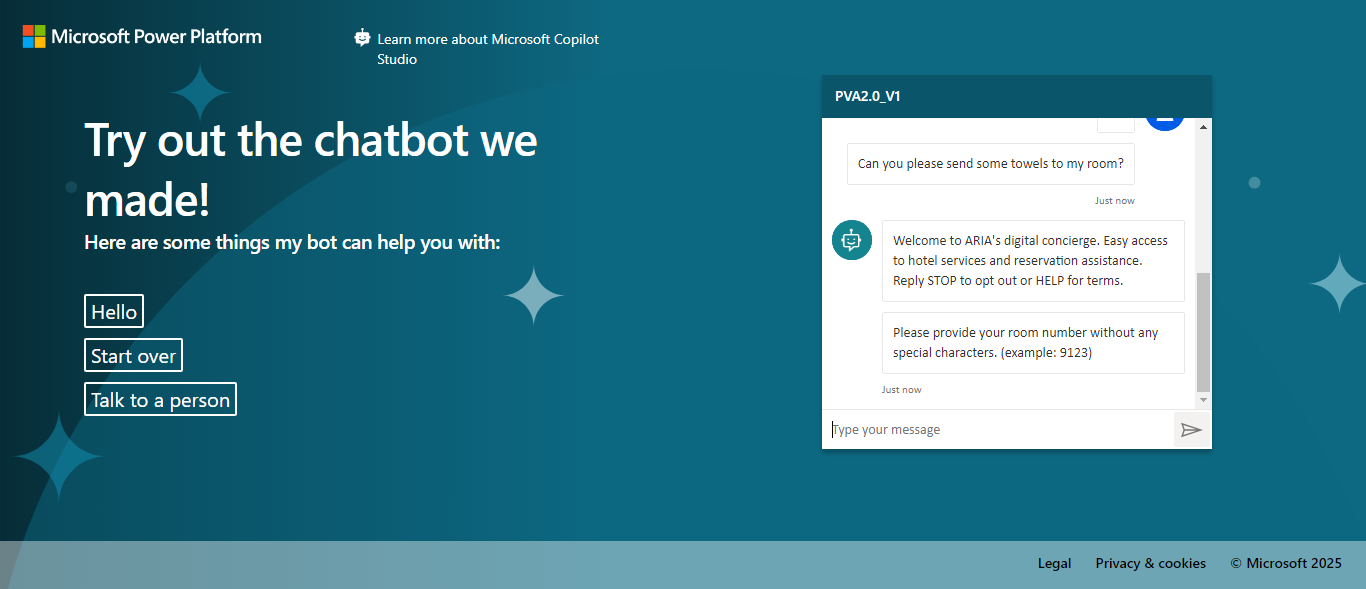 Microsoft Power Platform
Learn more about Microsoft Copilot
Studio
Try out the chatbot we
made!
Here are some things my bot can help you with:
Hello
Start over
Talk to a person
PVA2.0_V1
Can you please send some towels to my room?
Just now
Welcome to ARIA's digital concierge. Easy access
to hotel services and reservation assistance.
Reply STOP to opt out or HELP for terms.
Please provide your room number without any
special characters. (example: 9123)
Just now
Type your message
Legal
Privacy & cookies
© Microsoft 2025